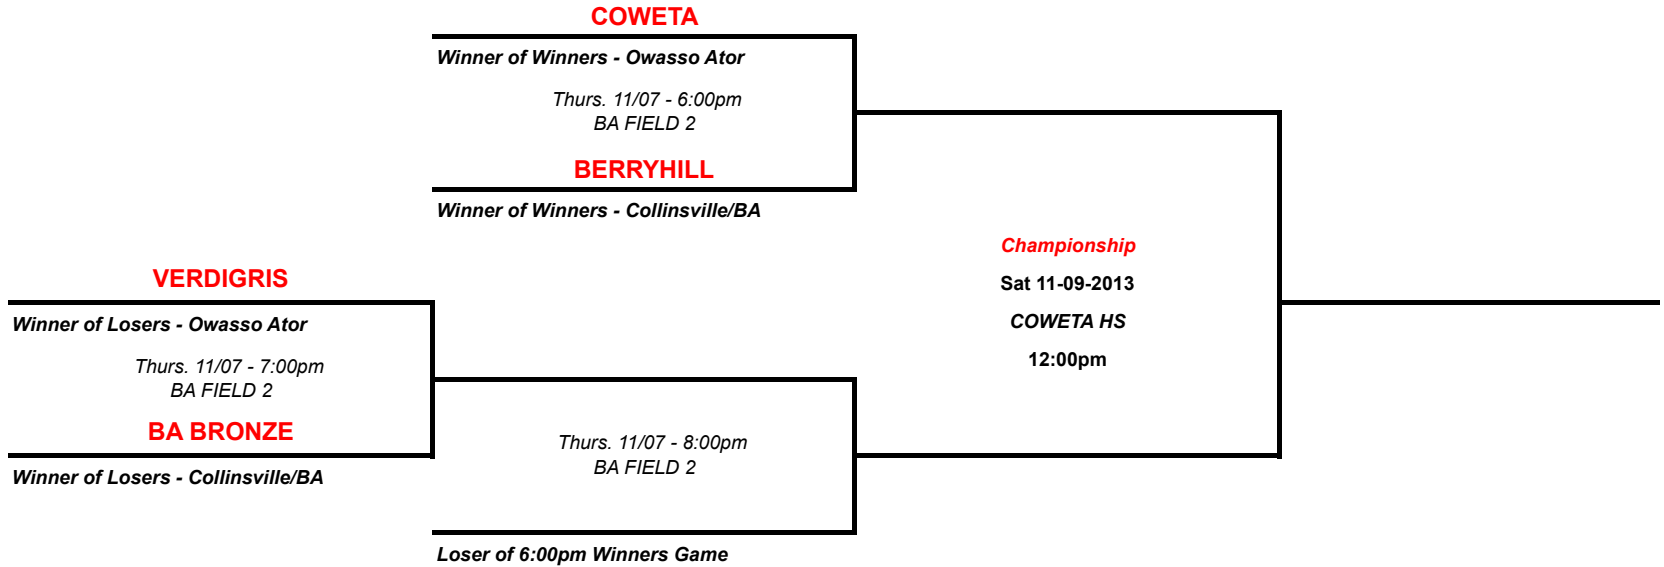 COWETA
Winner of Winners - Owasso Ator
Thurs. 11/07 - 6:00pm
BA FIELD 2
BERRYHILL
Winner of Winners - Collinsville/BA
Championship
Sat 11-09-2013
COWETA HS
12:00pm
VERDIGRIS
Winner of Losers - Owasso Ator
Thurs. 11/07 - 7:00pm
BA FIELD 2
BA BRONZE
Winner of Losers - Collinsville/BA
Thurs. 11/07 - 8:00pm
BA FIELD 2
Loser of 6:00pm Winners Game